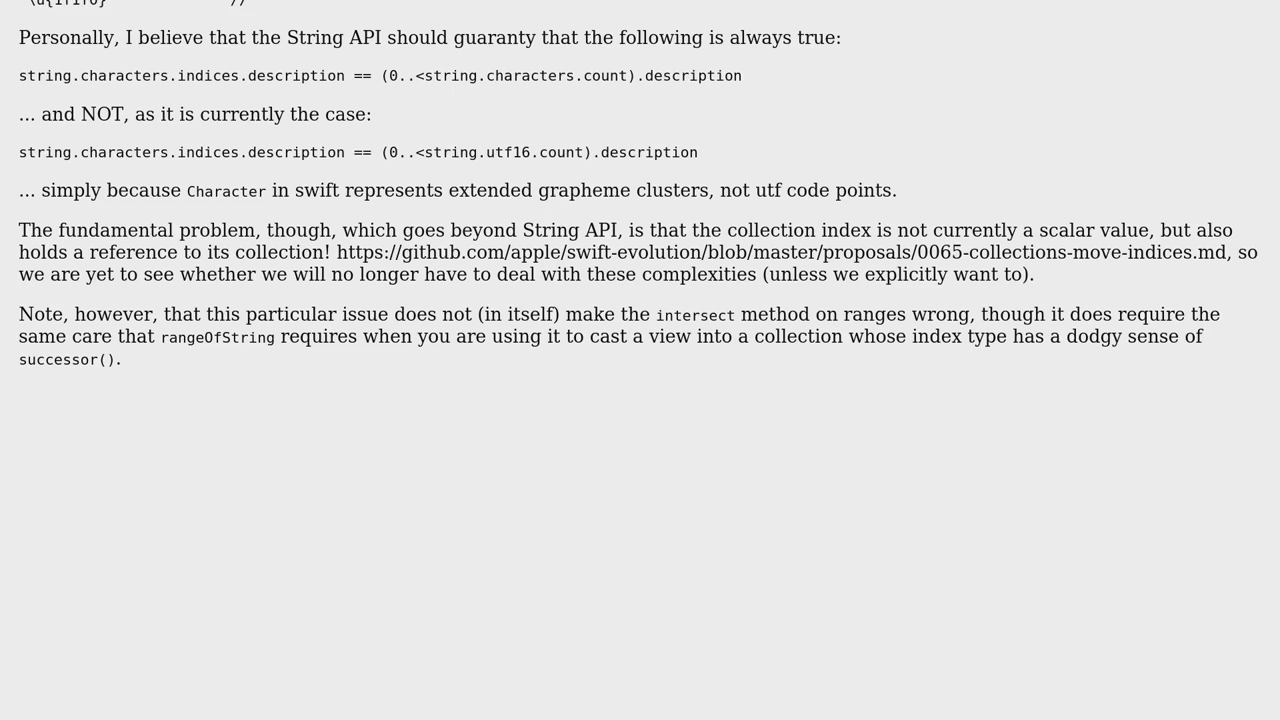 \u{1f1f0}              //
Personally, I believe that the String API should guaranty that the following is always true:
string.characters.indices.description == (0..<string.characters.count).description
... and NOT, as it is currently the case:
string.characters.indices.description == (0..<string.utf16.count).description
... simply because Character in swift represents extended grapheme clusters, not utf code points.
The fundamental problem, though, which goes beyond String API, is that the collection index is not currently a scalar value, but also
holds a reference to its collection! https://github.com/apple/swift-evolution/blob/master/proposals/0065-collections-move-indices.md, so
we are yet to see whether we will no longer have to deal with these complexities (unless we explicitly want to).
Note, however, that this particular issue does not (in itself) make the intersect method on ranges wrong, though it does require the
same care that rangeOfString requires when you are using it to cast a view into a collection whose index type has a dodgy sense of
successor().